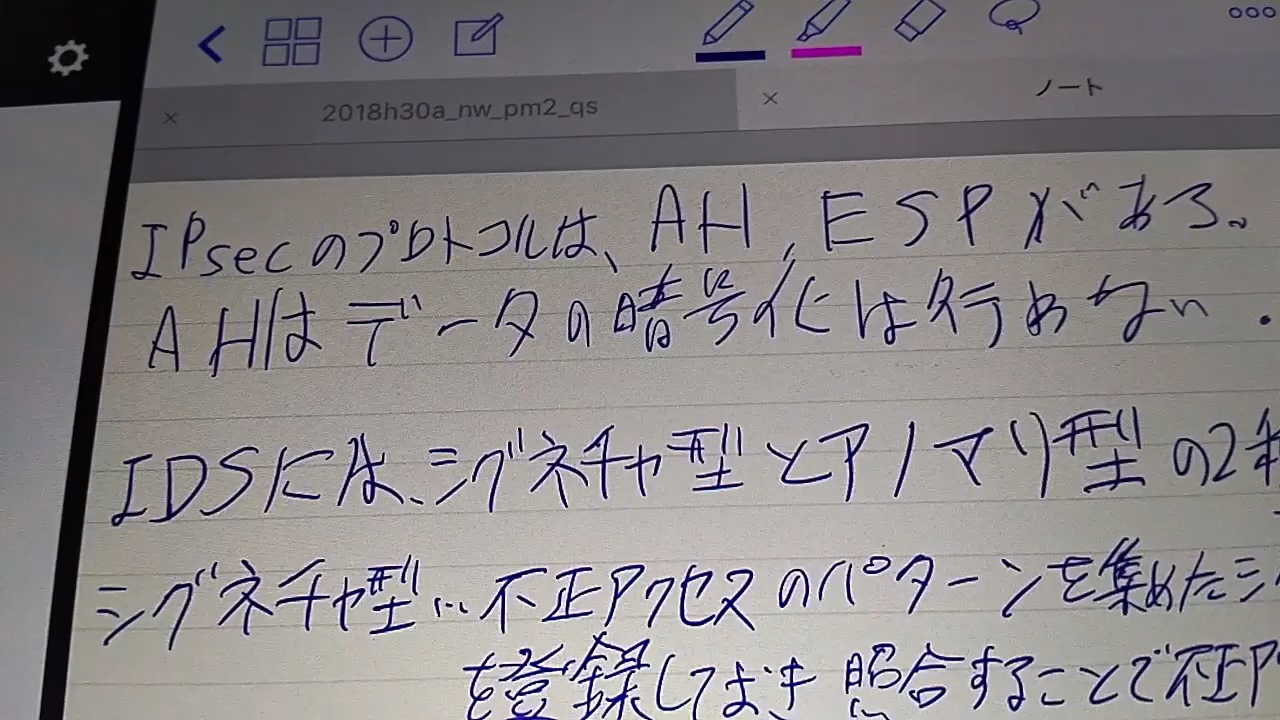 2018h30a_nw_pm2_qs
ノート
IPsecのプロトコルは、AH,ESPがある。
AHはデータの暗号化は行わない.
IDSには、シグネチャ型とアノマリ型の2
シグネチャ型…不正アクセスのパターンを集めたシ
を登録しておき照合することで不正ア